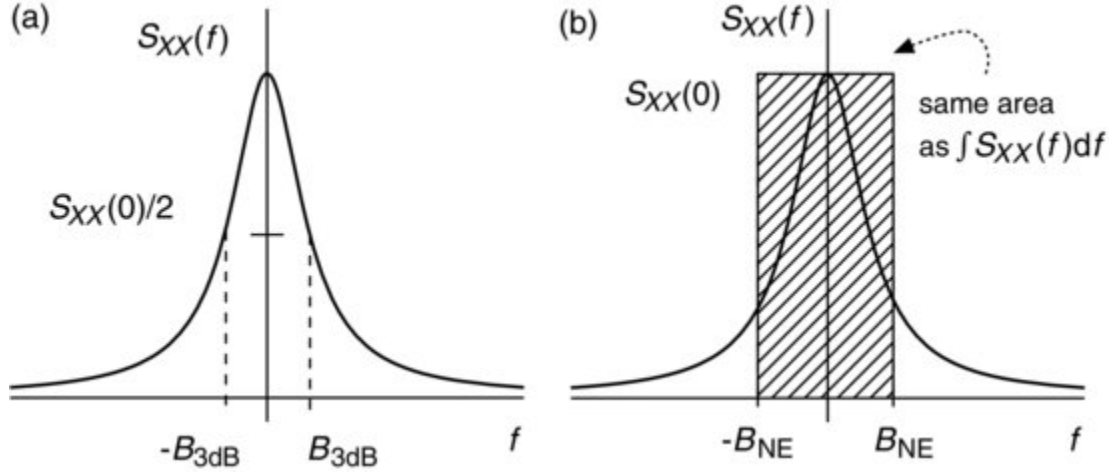 (a)
S_XX(f)
S_XX(0)/2
-B_3dB
B_3dB
f
(b)
S_XX(f)
S_XX(0)
same area
as ∫ S_XX(f)df
-B_NE
B_NE
f